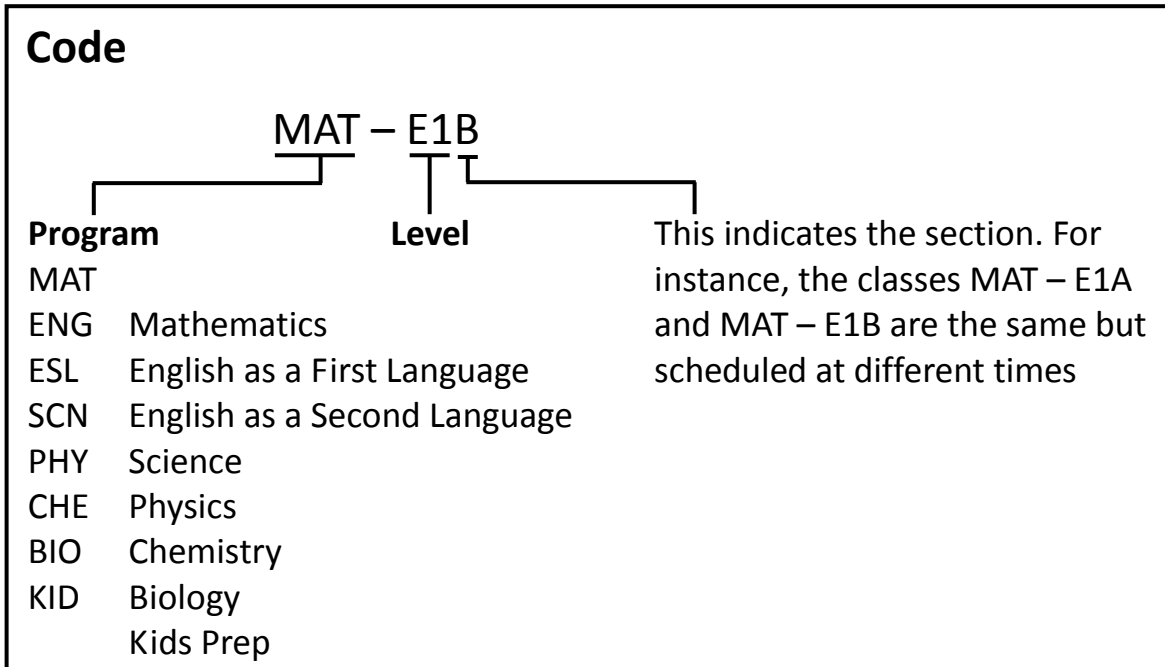 Code
MAT – E1B
Program
Level
MAT
ENG Mathematics
ESL English as a First Language
SCN English as a Second Language
PHY Science
CHE Physics
BIO Chemistry
KID Biology
Kids Prep
This indicates the section. For
instance, the classes MAT – E1A
and MAT – E1B are the same but
scheduled at different times